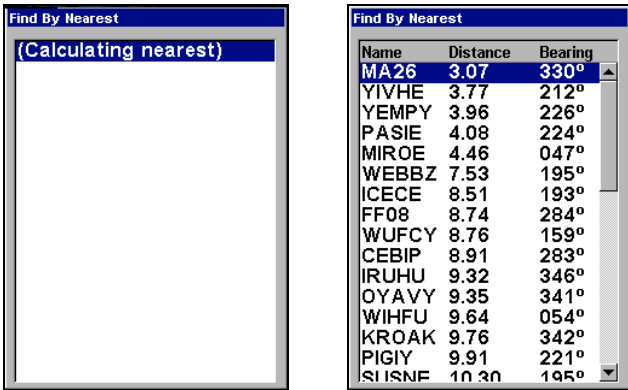 Find By Nearest
(Calculating nearest)
Find By Nearest
Name Distance Bearing
MA26 3.07 330º
YIVHE 3.77 212º
YEMPY 3.96 226º
PASIE 4.08 224º
MIROE 4.46 047º
WEBBZ 7.53 195º
ICECE 8.51 193º
FF08 8.74 284º
WUFCY 8.76 159º
CEBIP 8.91 283º
IRUHU 9.32 346º
OYAVY 9.35 341º
WIHFU 9.64 054º
KROAK 9.76 342º
PIGIY 9.91 221º
SUSNE 10.30 195º